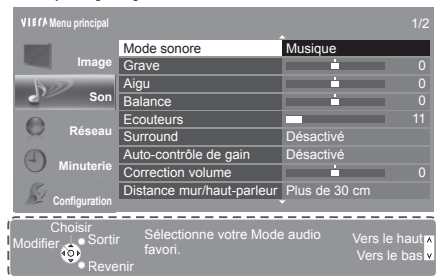 VIErA Menu principal 1/2
Image
Son
Réseau
Minuterie
Configuration
Mode sonore Musique
Grave 0
Aigu 0
Balance 0
Ecouteurs 11
Surround Désactivé
Auto-contrôle de gain Désactivé
Correction volume 0
Distance mur/haut-parleur Plus de 30 cm
Choisir
Modifier
Sortir
Revenir
Sélectionne votre Mode audio
favori.
Vers le haut
Vers le bas